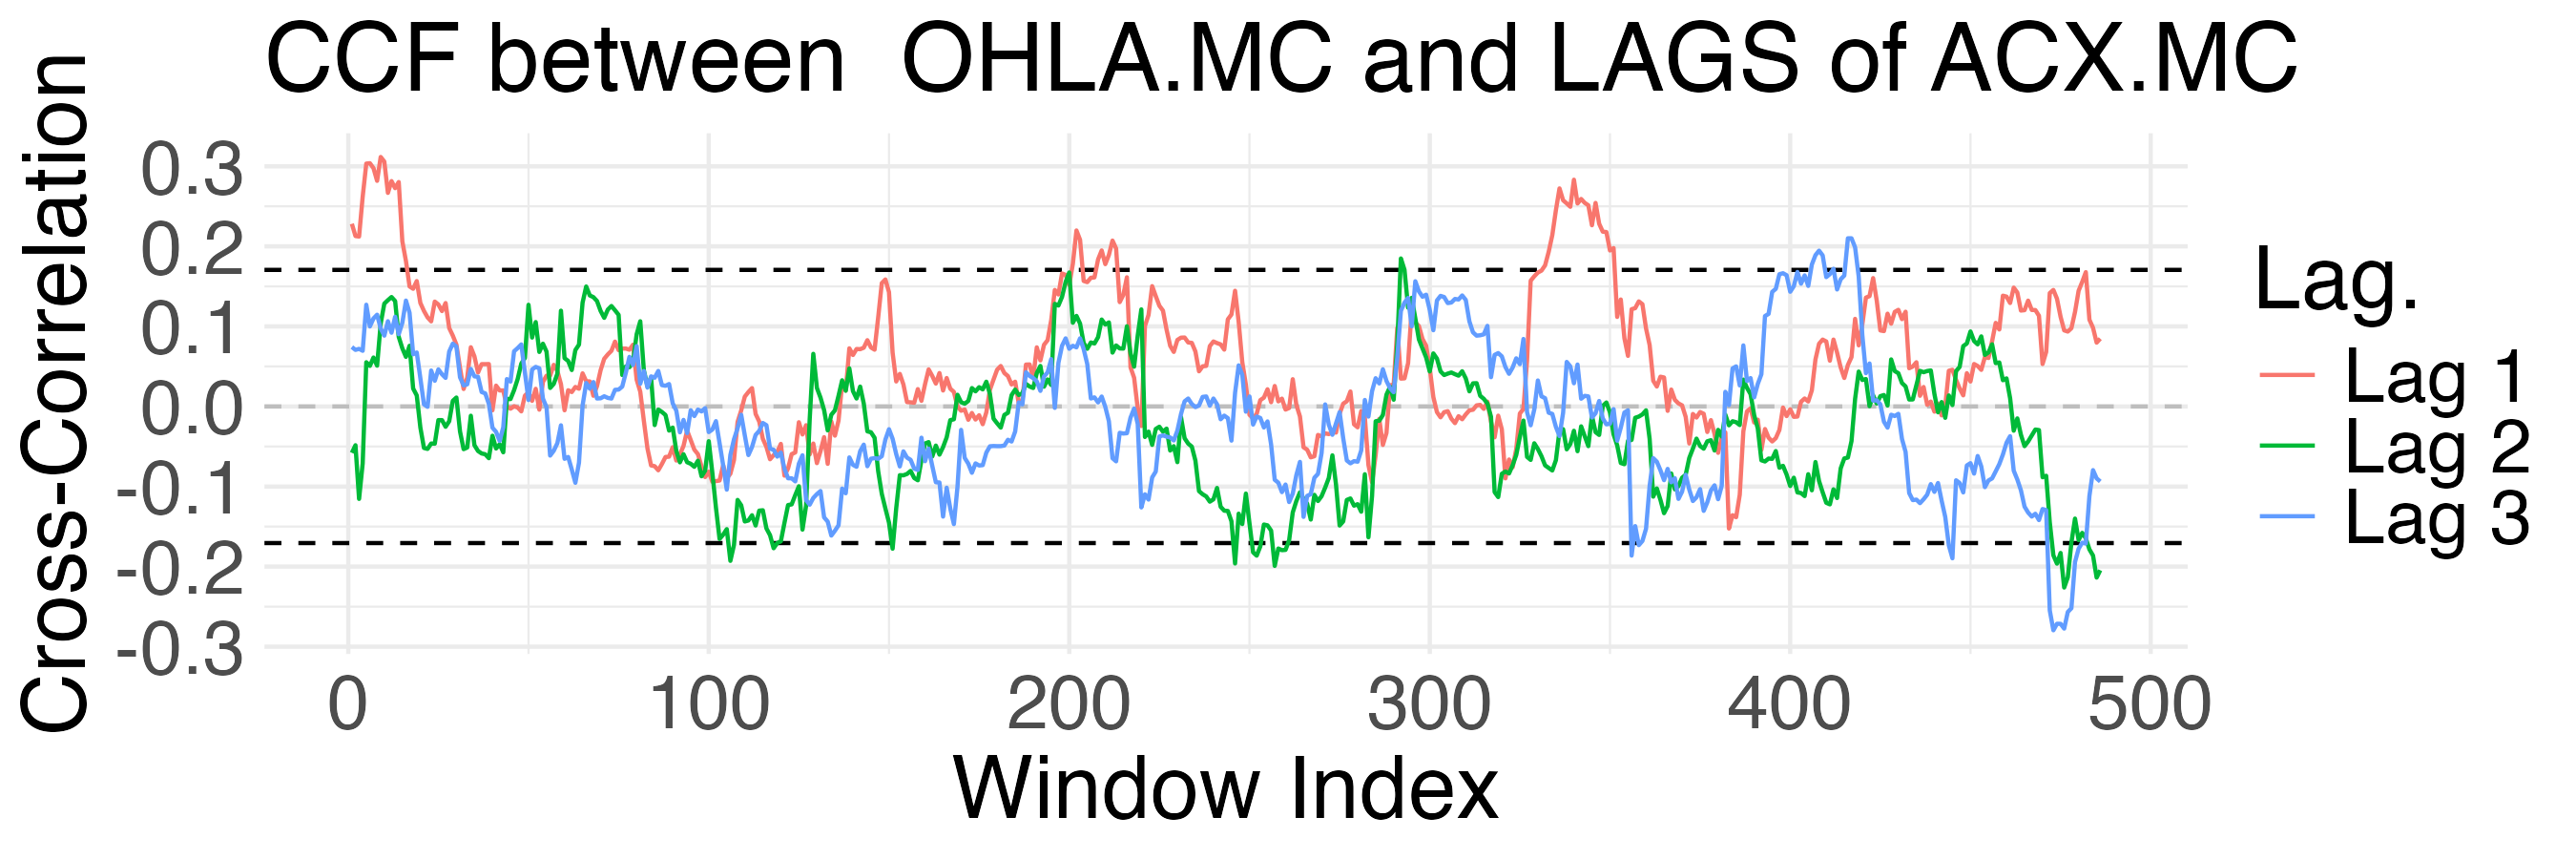 CCF between  OHLA.MC and LAGS of ACX.MC
Cross-Correlation
0.3
0.2
0.1
0.0
-0.1
-0.2
-0.3
0 100 200 300 400 500
Window Index
Lag.
Lag 1
Lag 2
Lag 3